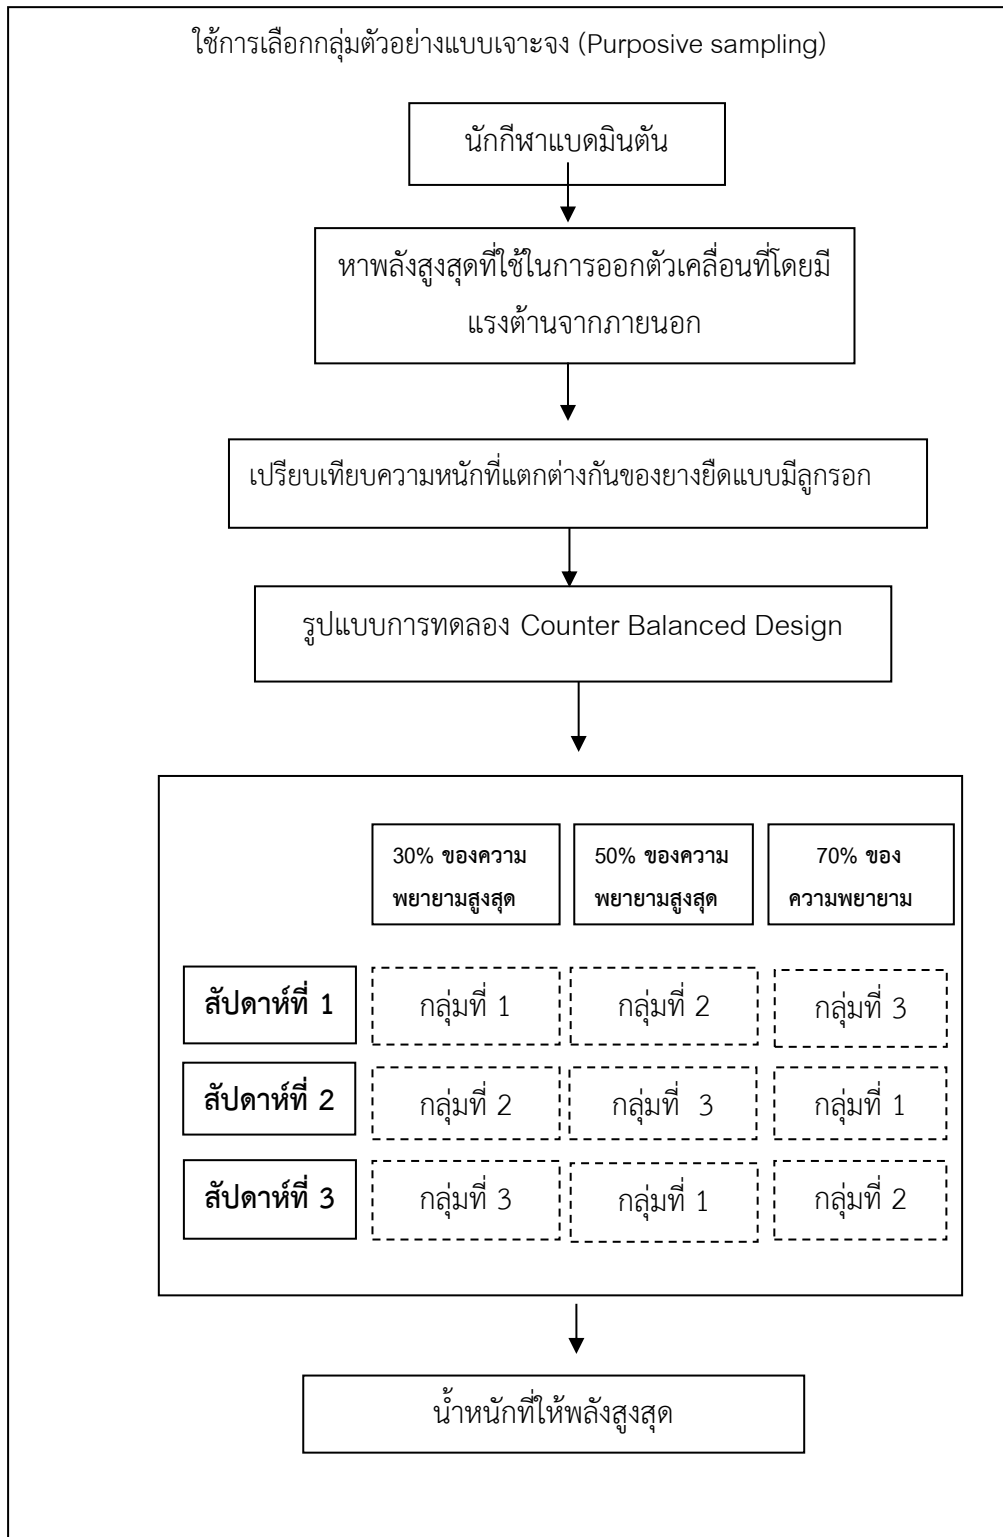 ใช้การเลือกกลุ่มตัวอย่างแบบเจาะจง (Purposive sampling)
นักกีฬาแบดมินตัน
หาพลังสูงสุดที่ใช้ในการออกตัวเคลื่อนที่โดยมี
แรงต้านจากภายนอก
เปรียบเทียบความหนักที่แตกต่างกันของยางยืดแบบมีลูกรอก
รูปแบบการทดลอง Counter Balanced Design
30% ของความ
พยายามสูงสุด
50% ของความ
พยายามสูงสุด
70% ของ
ความพยายาม
สัปดาห์ที่ 1 กลุ่มที่ 1 กลุ่มที่ 2 กลุ่มที่ 3
สัปดาห์ที่ 2 กลุ่มที่ 2 กลุ่มที่ 3 กลุ่มที่ 1
สัปดาห์ที่ 3 กลุ่มที่ 3 กลุ่มที่ 1 กลุ่มที่ 2
น้ำหนักที่ให้พลังสูงสุด